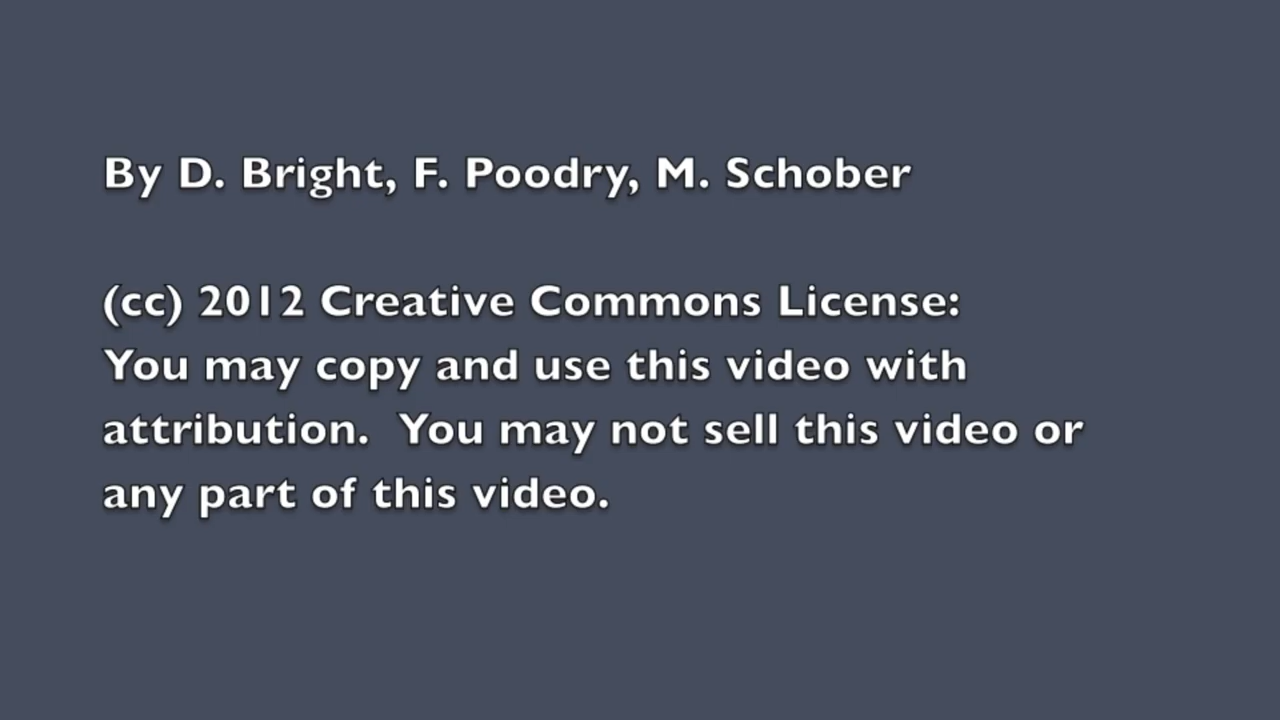 By D. Bright, F. Poodry, M. Schober
(cc) 2012 Creative Commons License:
You may copy and use this video with
attribution.  You may not sell this video or
any part of this video.